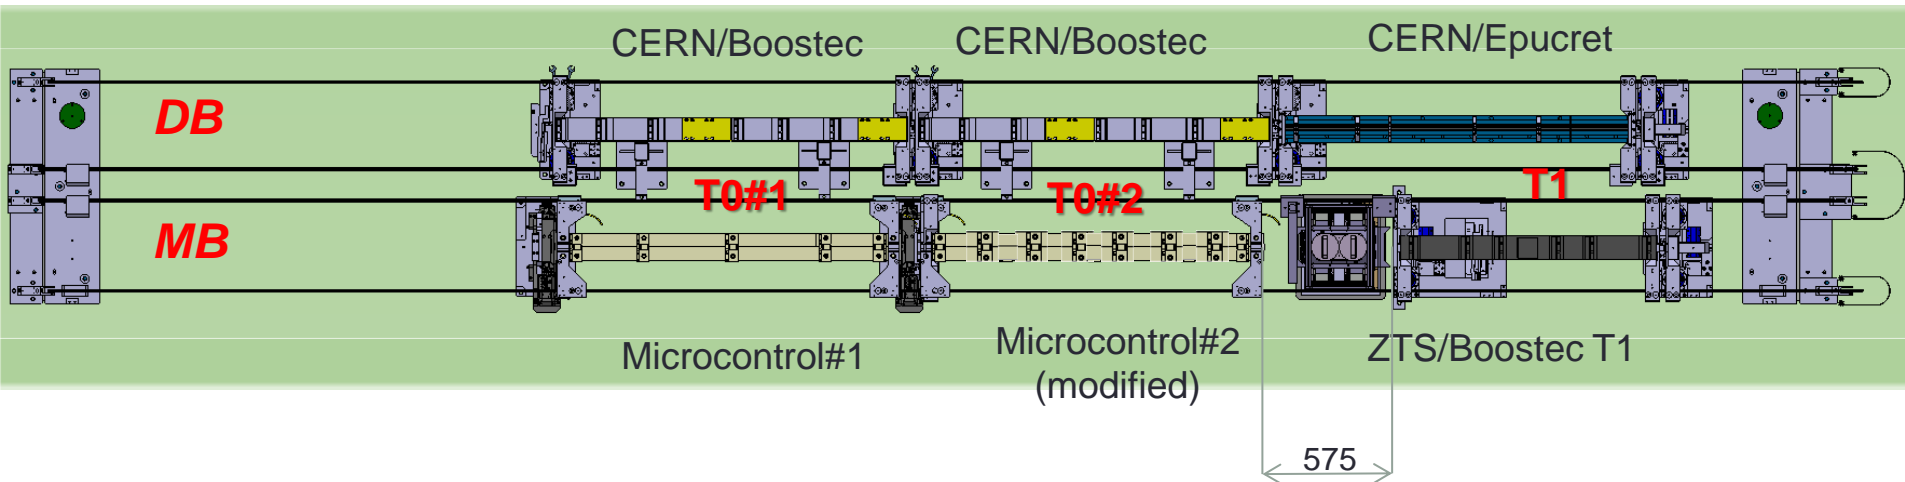 CERN/Boostec
CERN/Boostec
CERN/Epucret
DB
T0#1
T0#2
T1
MB
Microcontrol#1
Microcontrol#2
(modified)
ZTS/Boostec T1
575